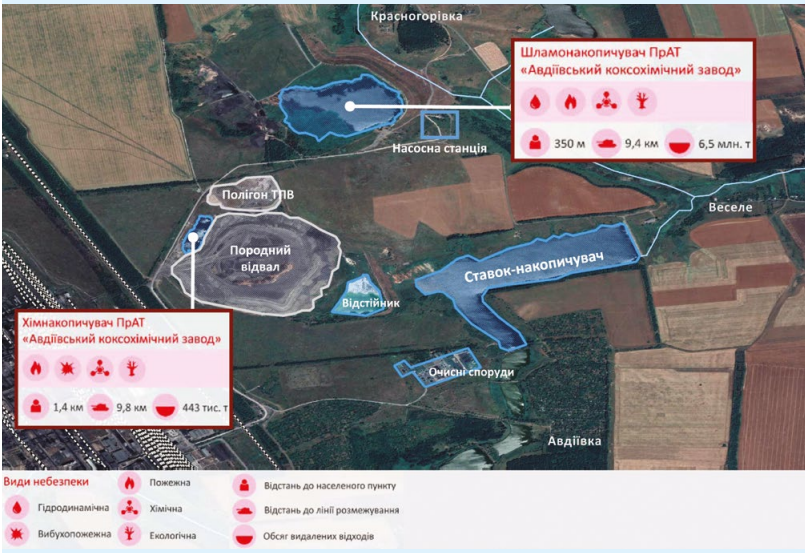 Красногорівка
Шламонакопичувач ПрАТ
«Авдіївський коксохімічний завод»
350 м
9,4 км
6,5 млн. т
Насосна станція
Полігон ТПВ
Веселе
Породний
відвал
Ставок-накопичувач
Відстійник
Хімнакопичувач ПрАТ
«Авдіївський коксохімічний завод»
1,4 км
9,8 км
443 тис. т
Очисні споруди
Авдіївка
Види небезпеки
Гідродинамічна
Вибухопожежна
Пожежна
Хімічна
Екологічна
Відстань до населеного пункту
Відстань до лінії розмежування
Обсяг видалених відходів